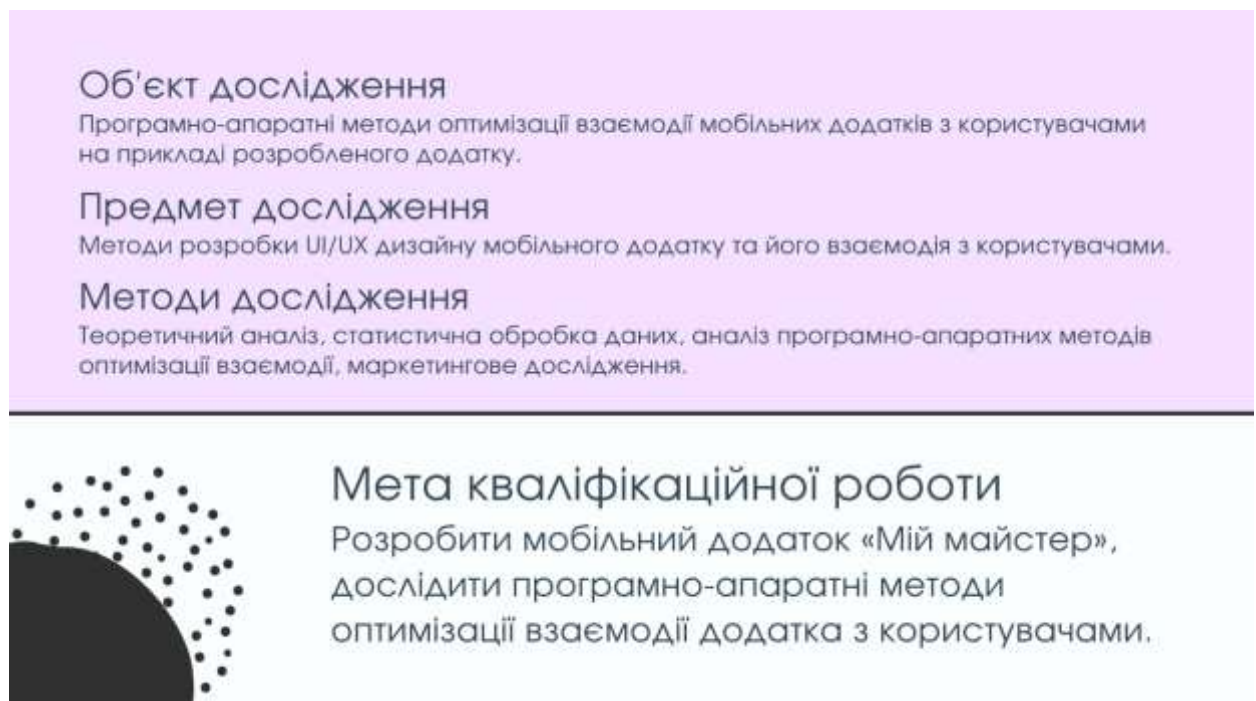 Об'єкт дослідження
Програмно-апаратні методи оптимізації взаємодії мобільних додатків з користувачами
на прикладі розробленого додатку.
Предмет дослідження
Методи розробки UI/UX дизайну мобільного додатку та його взаємодія з користувачами.
Методи дослідження
Теоретичний аналіз, статистична обробка даних, аналіз програмно-апаратних методів
оптимізації взаємодії, маркетингове дослідження.
Мета кваліфікаційної роботи
Розробити мобільний додаток «Мій майстер»,
дослідити програмно-апаратні методи
оптимізації взаємодії додатка з користувачами.